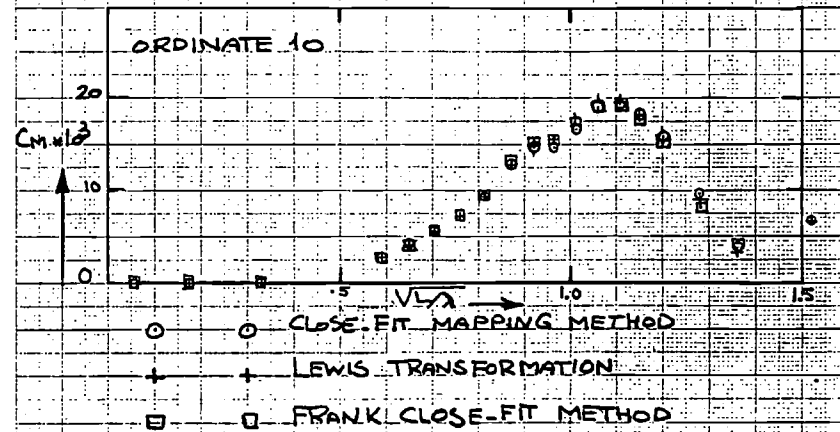 ORDINATE 10
20
CM.×10³
10
0
.5
√L/λ
1.0
1.5
CLOSE-FIT MAPPING METHOD
LEWIS TRANSFORMATION
FRANK CLOSE-FIT METHOD